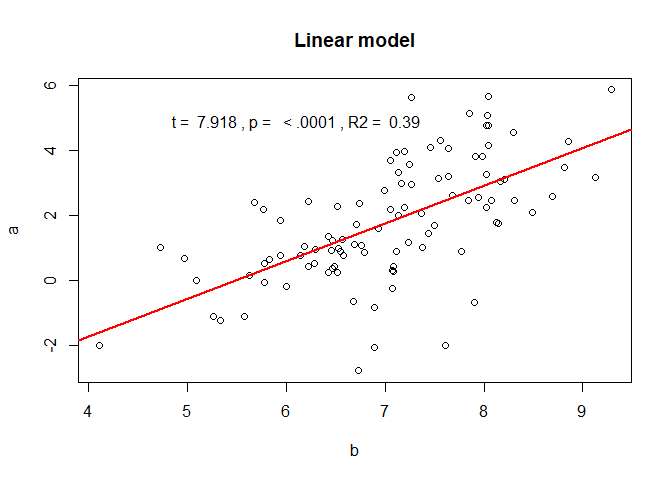 Linear model
t = 7.918 , p = < .0001 , R2 = 0.39
6
4
2
0
-2
a
4 5 6 7 8 9
b